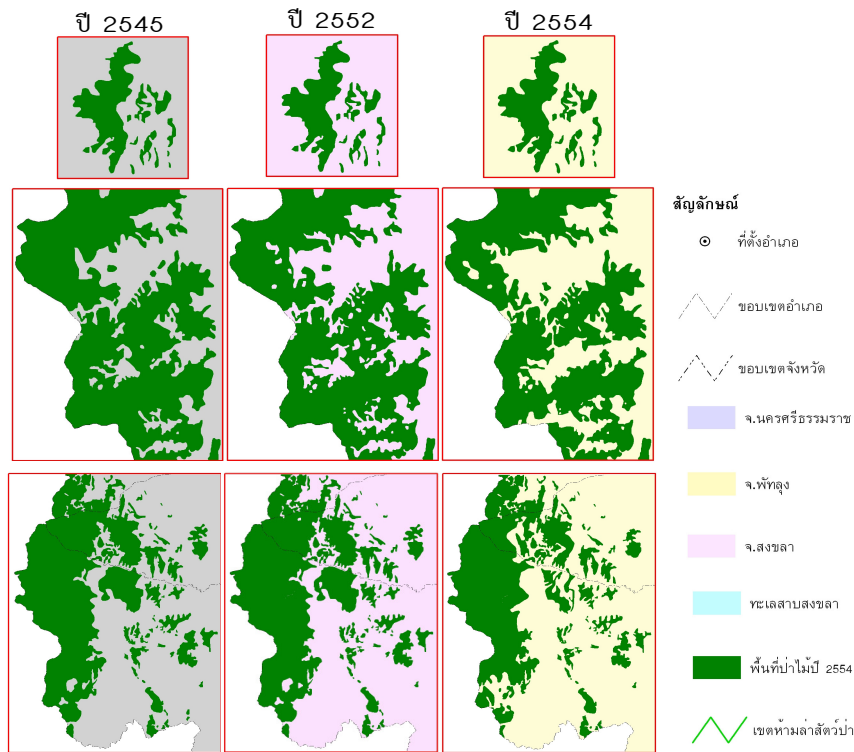 ปี 2545
ปี 2552
ปี 2554
สัญลักษณ์
ที่ตั้งอำเภอ
ขอบเขตอำเภอ
ขอบเขตจังหวัด
จ.นครศรีธรรมราช
จ.พัทลุง
จ.สงขลา
ทะเลสาบสงขลา
พื้นที่ป่าไม้ปี 2554
เขตห้ามล่าสัตว์ป่า